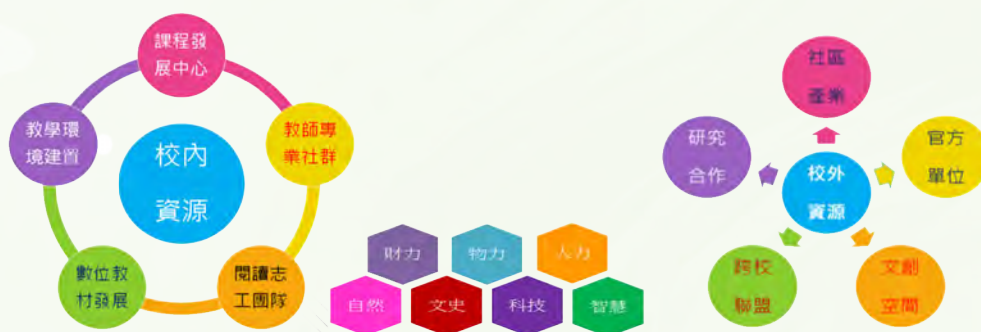 課程發
展中心
教師專
業社群
閱讀志
工團隊
數位教
材發展
教學環
境建置
校內
資源
財力
物力
人力
自然
文史
科技
智慧
社區
產業
官方
單位
文創
空間
跨校
聯盟
研究
合作
校外
資源